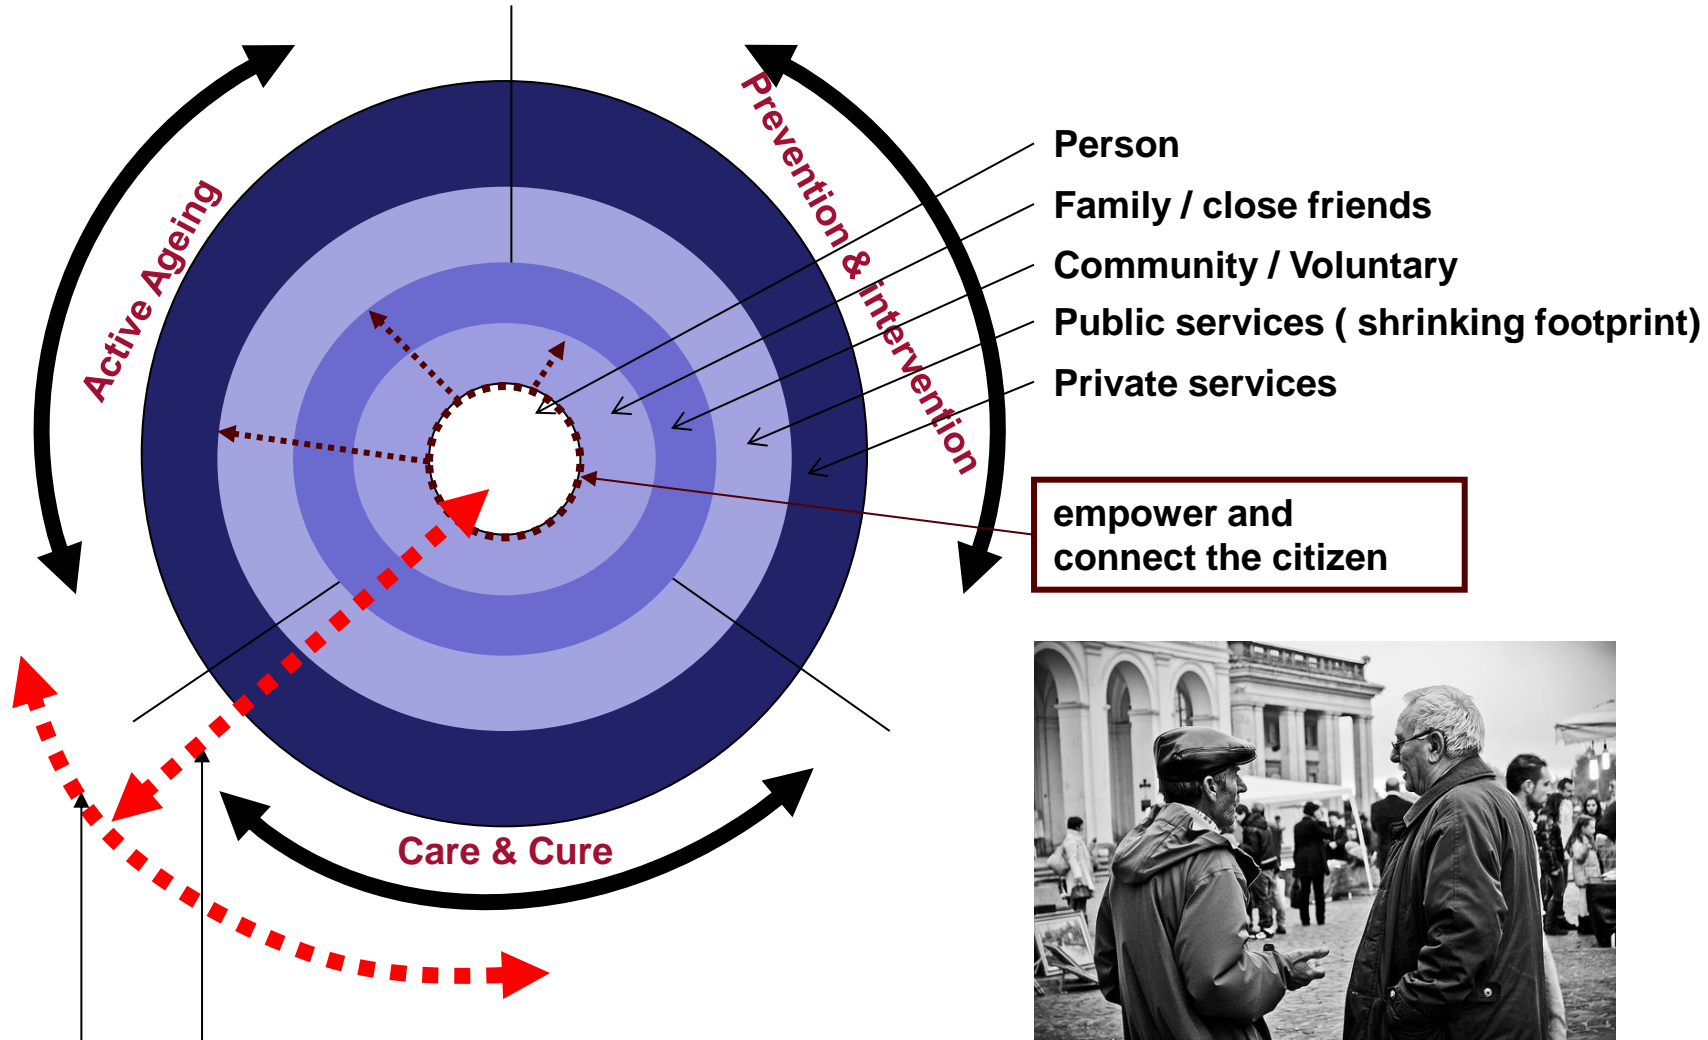 Prevention & intervention
Active Ageing
Person
Family / close friends
Community / Voluntary
Public services ( shrinking footprint)
Private services
empower and
connect the citizen
Care & Cure